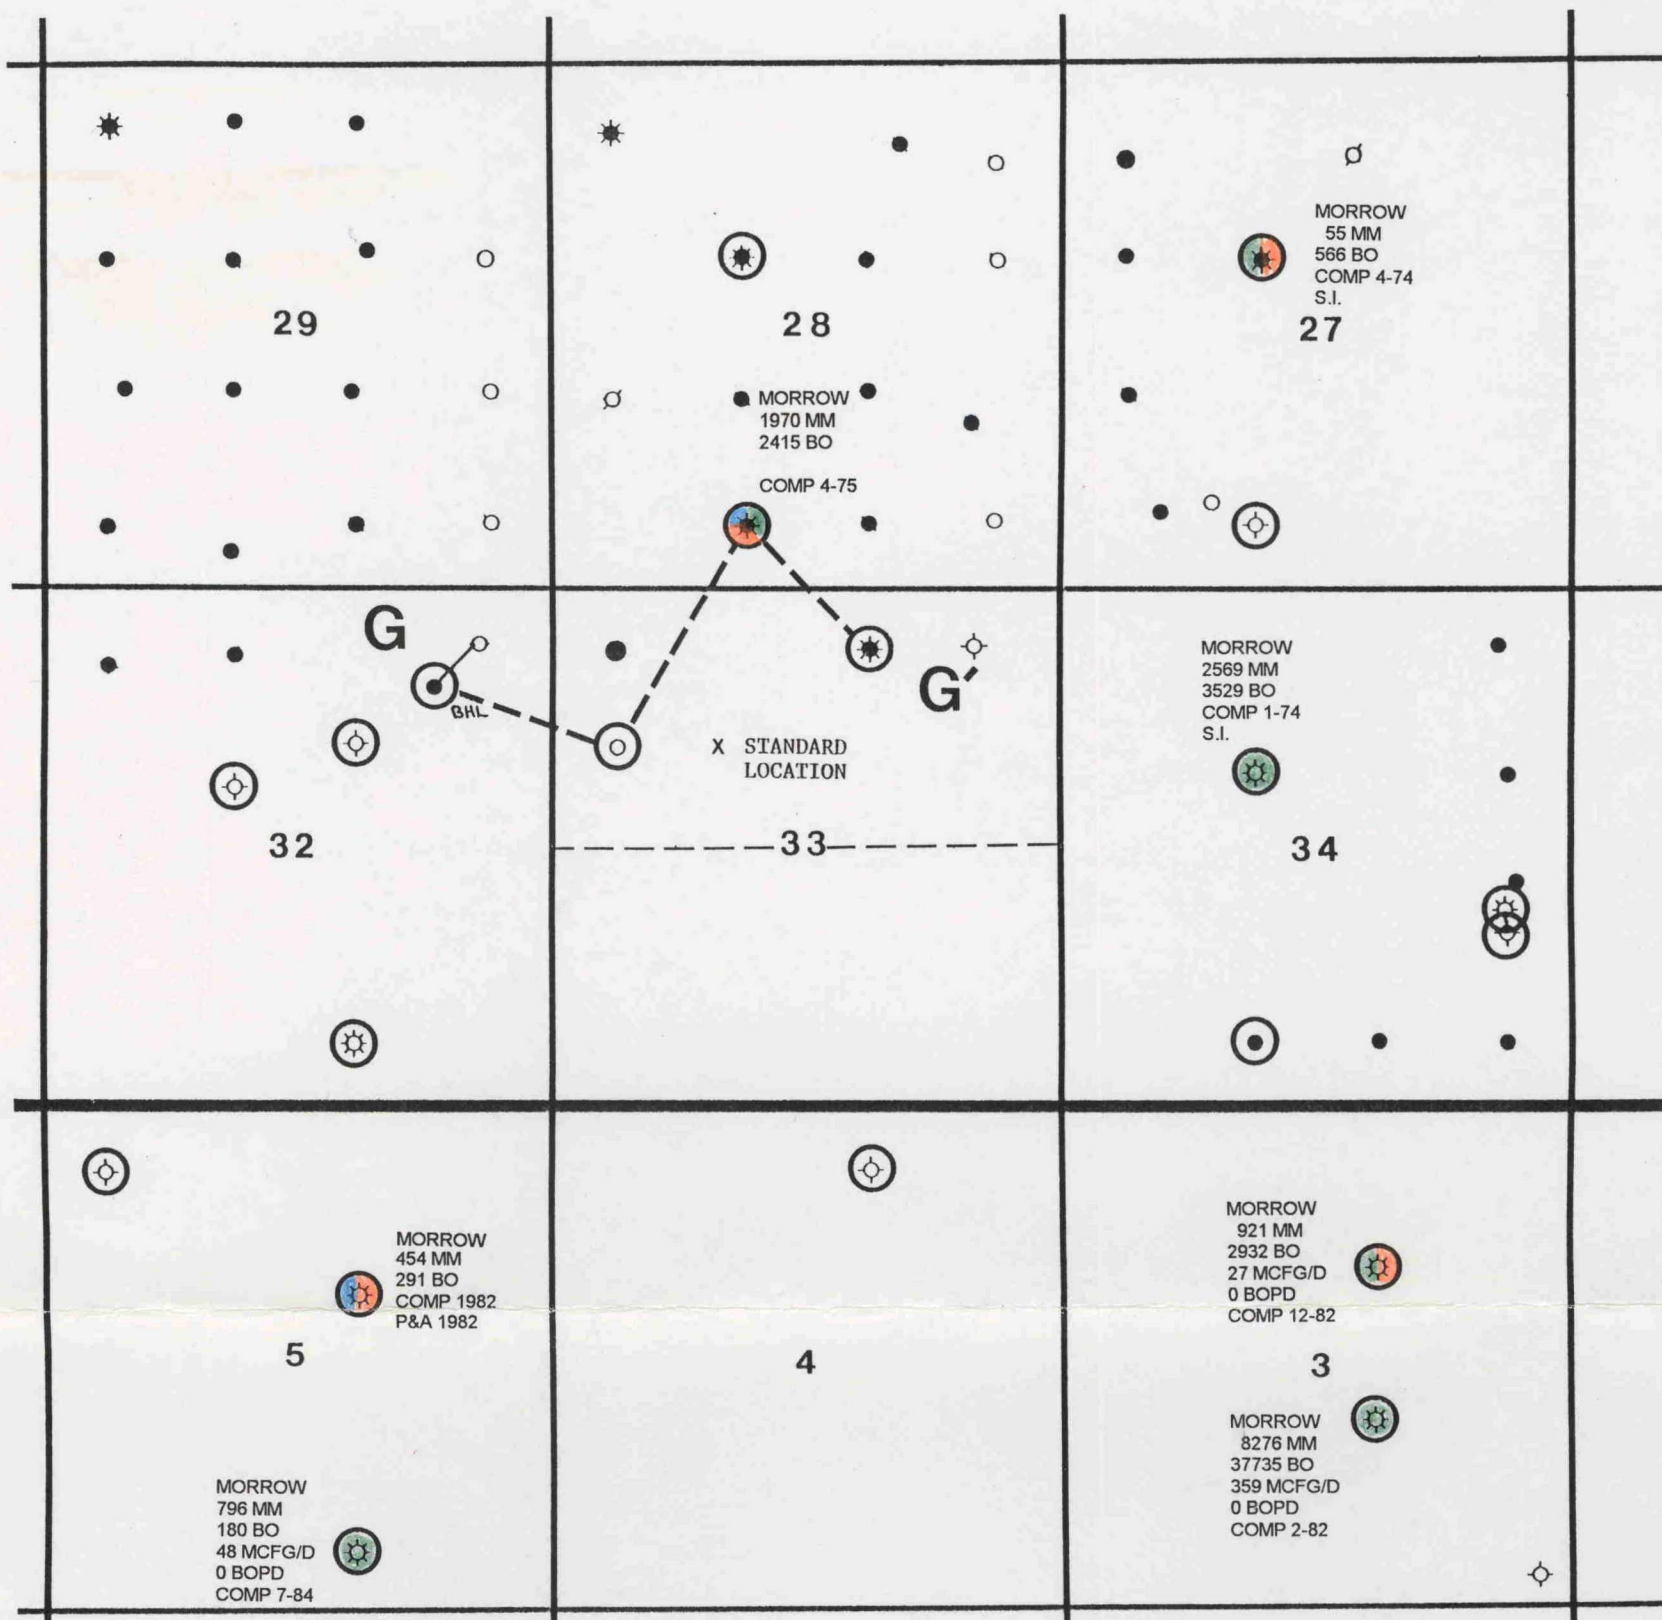 MORROW
55 MM
566 BO
COMP 4-74
S.I.
29
28
27
MORROW
1970 MM
2415 BO
COMP 4-75
G
BHL
G'
X STANDARD
LOCATION
MORROW
2569 MM
3529 BO
COMP 1-74
S.I.
32
33
34
MORROW
454 MM
291 BO
COMP 1982
P&A 1982
MORROW
921 MM
2932 BO
27 MCFG/D
0 BOPD
COMP 12-82
5
4
3
MORROW
8276 MM
37735 BO
359 MCFG/D
0 BOPD
COMP 2-82
MORROW
796 MM
180 BO
48 MCFG/D
0 BOPD
COMP 7-84